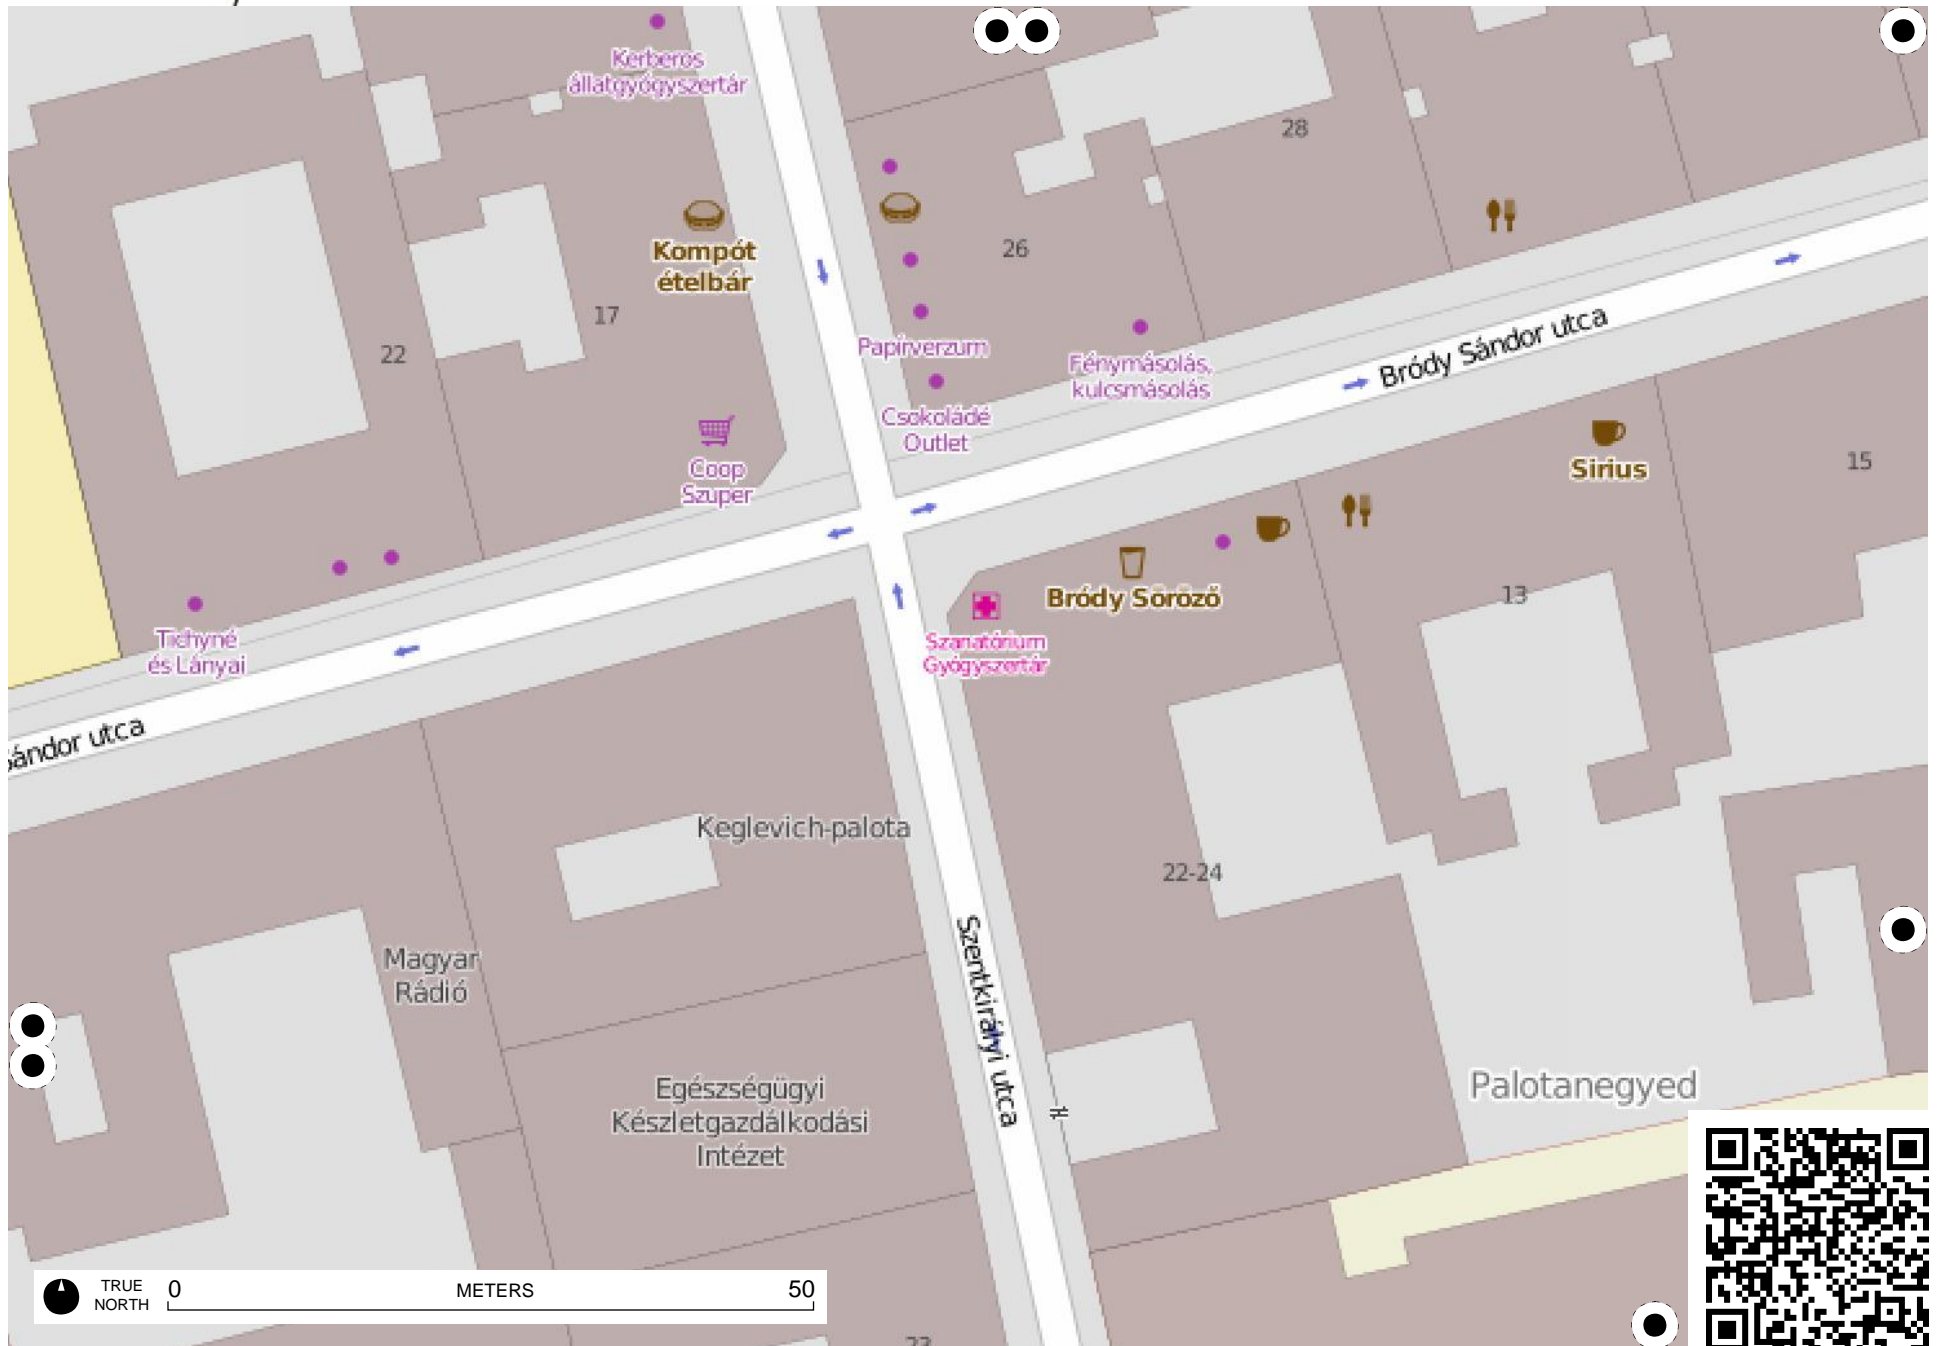 Kerberos
állatgyógyszertár
28
Kompót
ételbár
26
17
22
Papírverzum
Fénymásolás,
kulcsmásolás
Bródy Sándor utca
Csokoládé
Outlet
Coop
Szuper
Sirius
15
Bródy Söröző
13
Szanatórium
Gyógyszertár
Tichyné
és Lányai
Sándor utca
Keglevich-palota
22-24
Magyar
Rádió
Szentkirályi utca
Egészségügyi
Készletgazdálkodási
Intézet
Palotanegyed
TRUE
NORTH
0
METERS
50